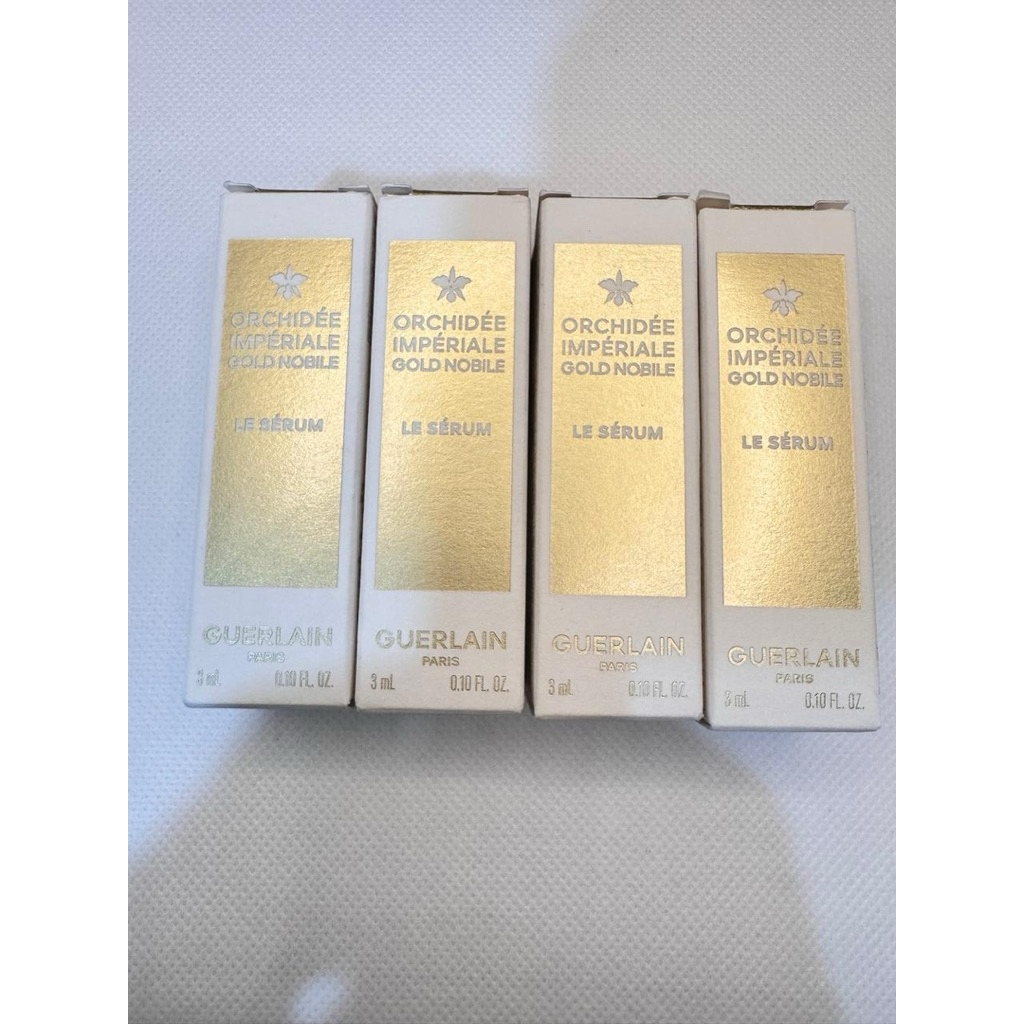 ORCHIDÉE
IMPÉRIALE
GOLD NOBILE
LE SÉRUM
GUERLAIN
PARIS
3 mL 0.10 FL. OZ.
ORCHIDÉE
IMPÉRIALE
GOLD NOBILE
LE SÉRUM
GUERLAIN
PARIS
3 mL 0.10 FL. OZ.
ORCHIDÉE
IMPÉRIALE
GOLD NOBILE
LE SÉRUM
GUERLAIN
PARIS
3 mL 0.10 FL. OZ.
ORCHIDÉE
IMPÉRIALE
GOLD NOBILE
LE SÉRUM
GUERLAIN
PARIS
3 mL 0.10 FL. OZ.